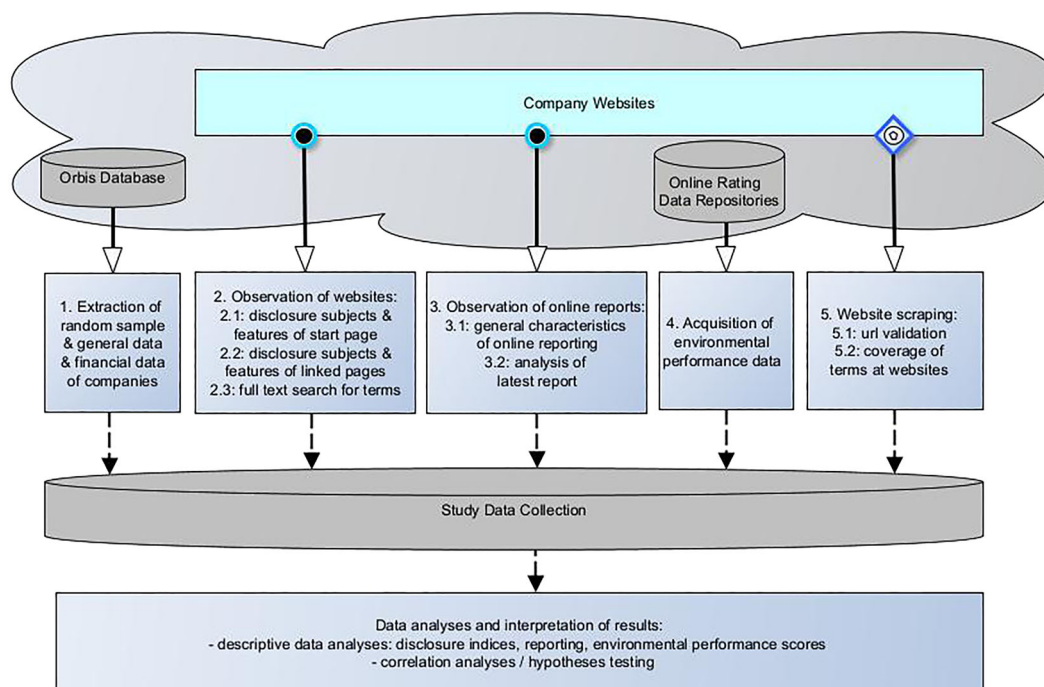 Company Websites
Orbis Database
Online Rating
Data Repositories
1. Extraction of
random sample
& general data
& financial data
of companies
2. Observation of websites:
2.1: disclosure subjects &
features of start page
2.2: disclosure subjects &
features of linked pages
2.3: full text search for terms
3. Observation of online reports:
3.1: general characteristics
of online reporting
3.2: analysis of
latest report
4. Acquisition of
environmental
performance data
5. Website scraping:
5.1: url validation
5.2: coverage of
terms at websites
Study Data Collection
Data analyses and interpretation of results:
- descriptive data analyses: disclosure indices, reporting, environmental performance scores
- correlation analyses / hypotheses testing